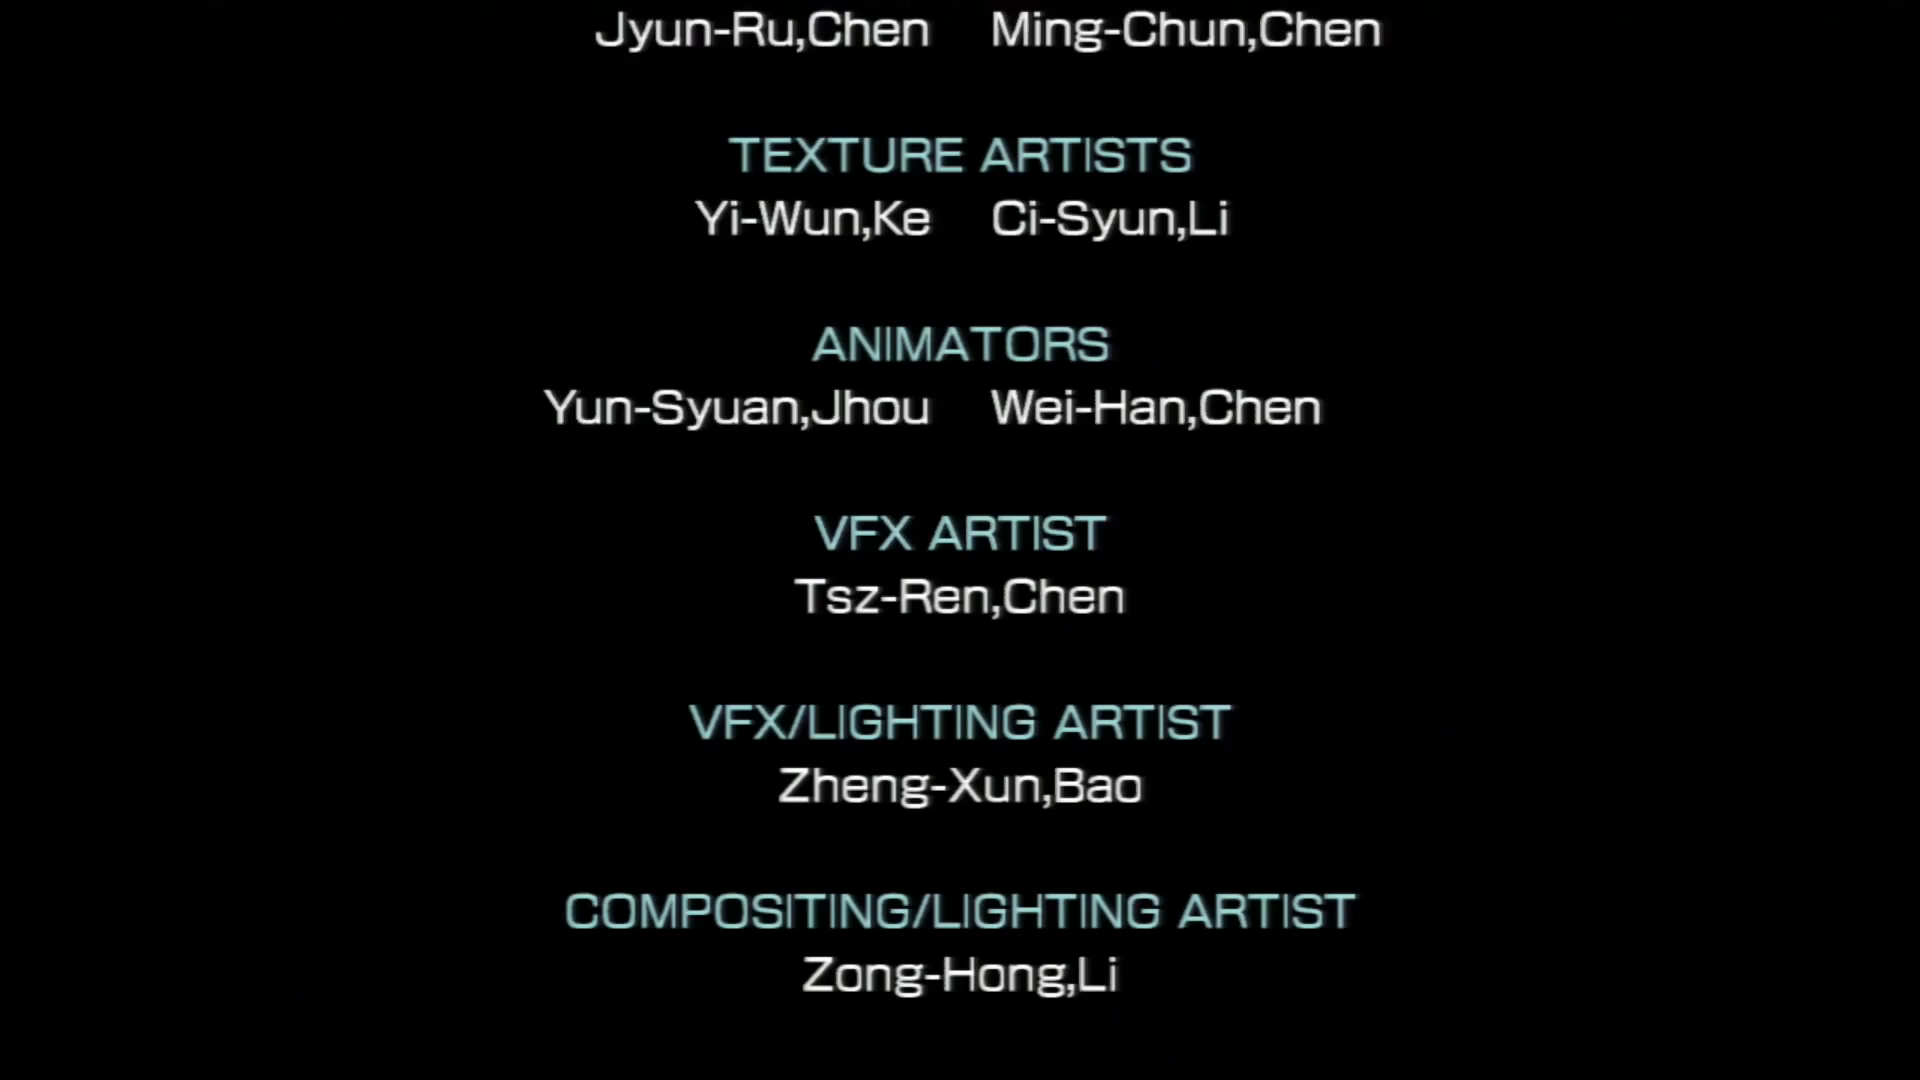 Jyun-Ru,Chen Ming-Chun,Chen
TEXTURE ARTISTS
Yi-Wun,Ke Ci-Syun,Li
ANIMATORS
Yun-Syuan,Jhou Wei-Han,Chen
VFX ARTIST
Tsz-Ren,Chen
VFX/LIGHTING ARTIST
Zheng-Xun,Bao
COMPOSITING/LIGHTING ARTIST
Zong-Hong,Li